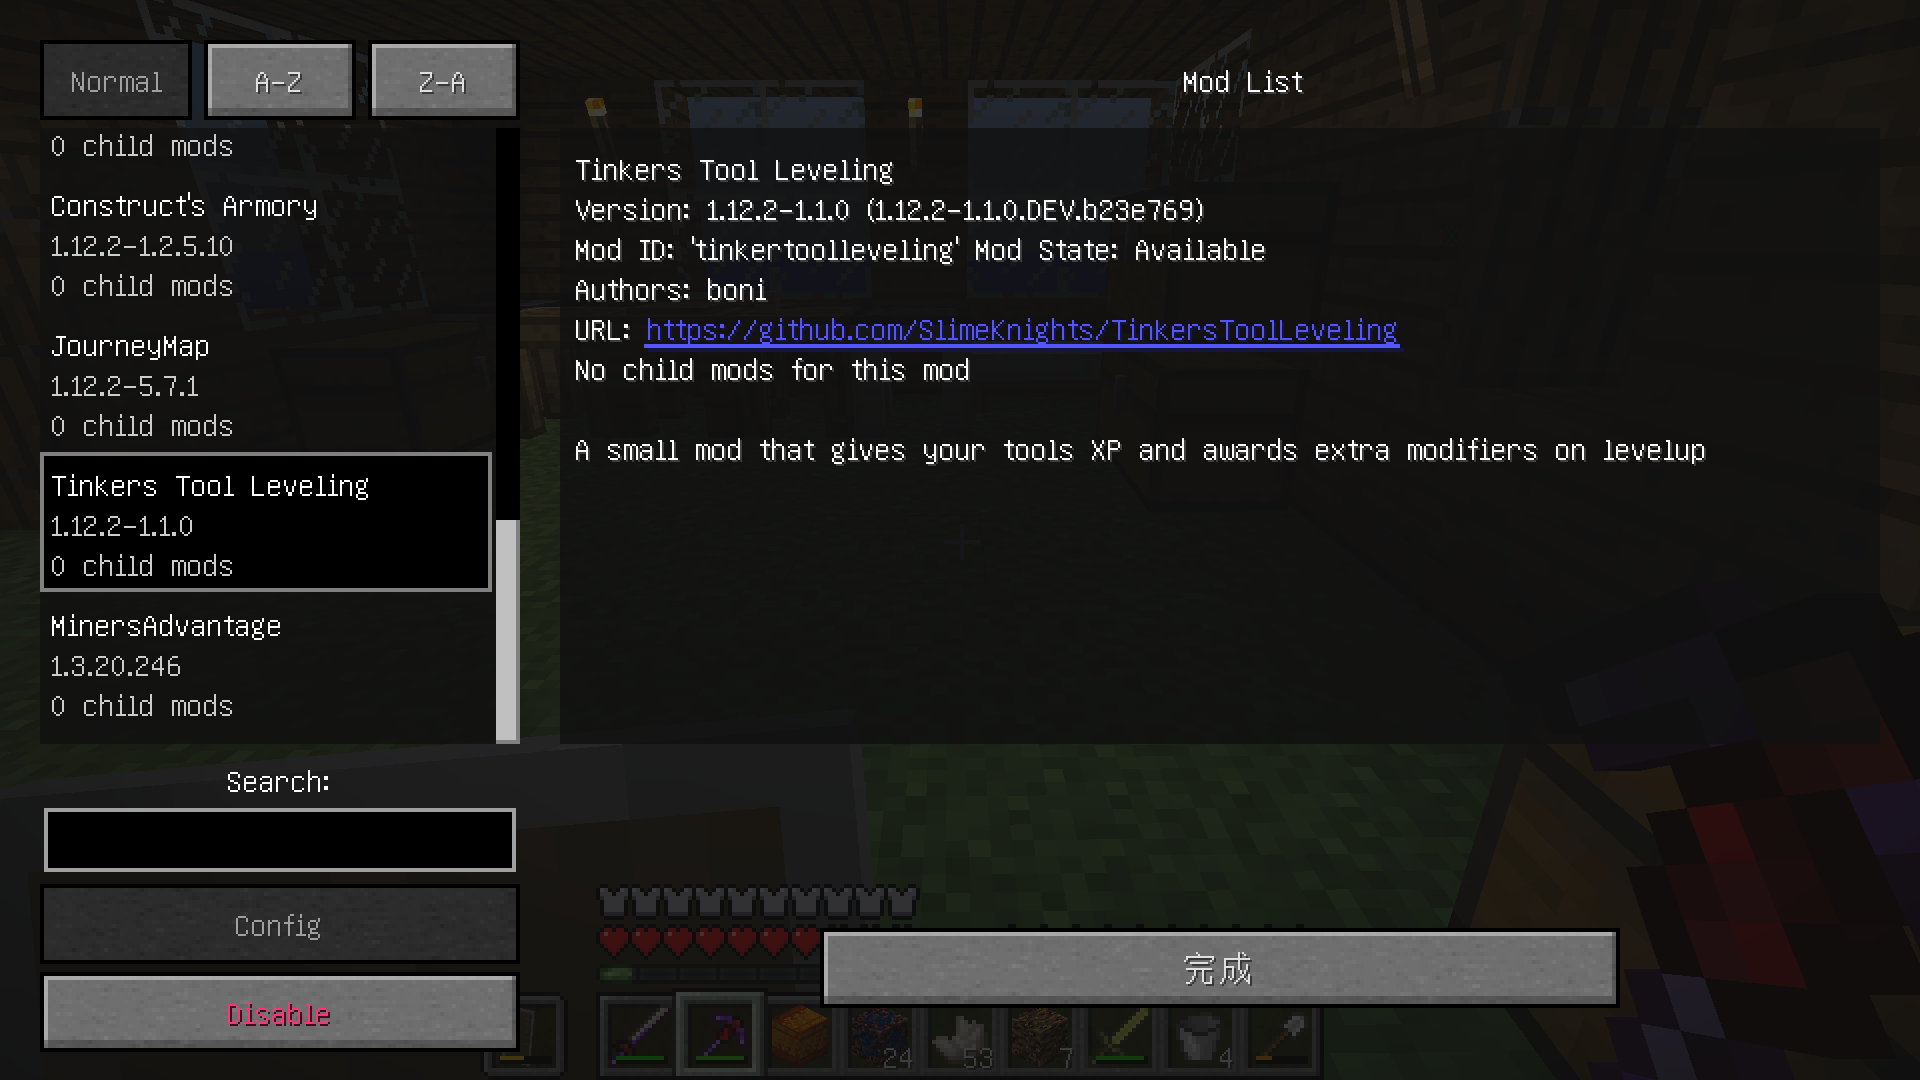 Normal
A-Z
Z-A
Mod List
0 child mods
Construct's Armory
1.12.2-1.2.5.10
0 child mods
JourneyMap
1.12.2-5.7.1
0 child mods
Tinkers Tool Leveling
1.12.2-1.1.0
0 child mods
MinersAdvantage
1.3.20.246
0 child mods
Search:
Config
Disable
Tinkers Tool Leveling
Version: 1.12.2-1.1.0 (1.12.2-1.1.0.DEV.b23e769)
Mod ID: 'tinkertoolleveling' Mod State: Available
Authors: boni
URL: https://github.com/SlimeKnights/TinkersToolLeveling
No child mods for this mod
A small mod that gives your tools XP and awards extra modifiers on levelup
完成
24
53
7
4